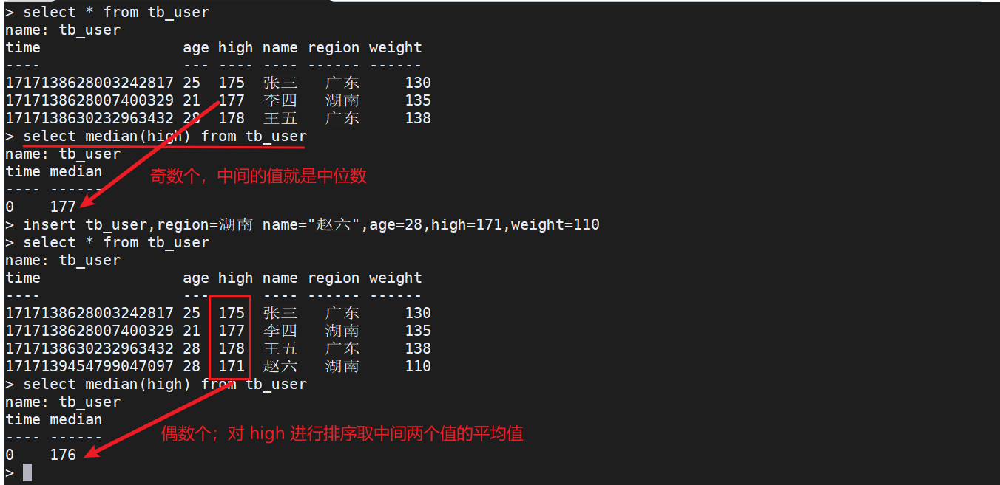 > select * from tb_user
name: tb_user
time                age high name region weight
----                --- ---- ---- ------ ------
1717138628003242817 25  175  张三   广东     130
1717138628007400329 21  177  李四   湖南     135
1717138630232963432 28  178  王五   广东     138
> select median(high) from tb_user
name: tb_user
time median
奇数个，中间的值就是中位数
---- ------
0    177
> insert tb_user,region=湖南 name="赵六",age=28,high=171,weight=110
> select * from tb_user
name: tb_user
time                age high name region weight
----                ---      ---- ------ ------
1717138628003242817 25  175  张三   广东     130
1717138628007400329 21  177  李四   湖南     135
1717138630232963432 28  178  王五   广东     138
1717139454799047097 28  171  赵六   湖南     110
> select median(high) from tb_user
name: tb_user
time median
---- ------
偶数个；对 high 进行排序取中间两个值的平均值
0    176
>